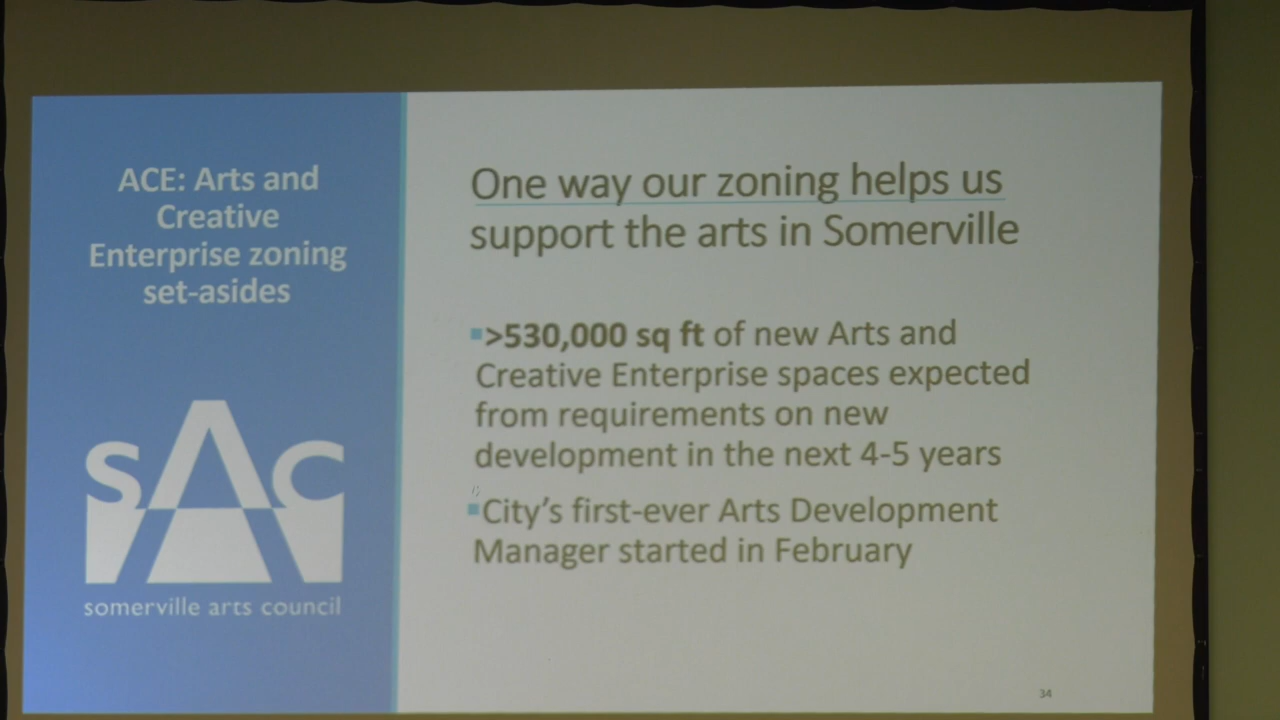 ACE: Arts and
Creative
Enterprise zoning
set-asides
SAC
somerville arts council
One way our zoning helps us
support the arts in Somerville
>530,000 sq ft of new Arts and
Creative Enterprise spaces expected
from requirements on new
development in the next 4-5 years
City's first-ever Arts Development
Manager started in February
34